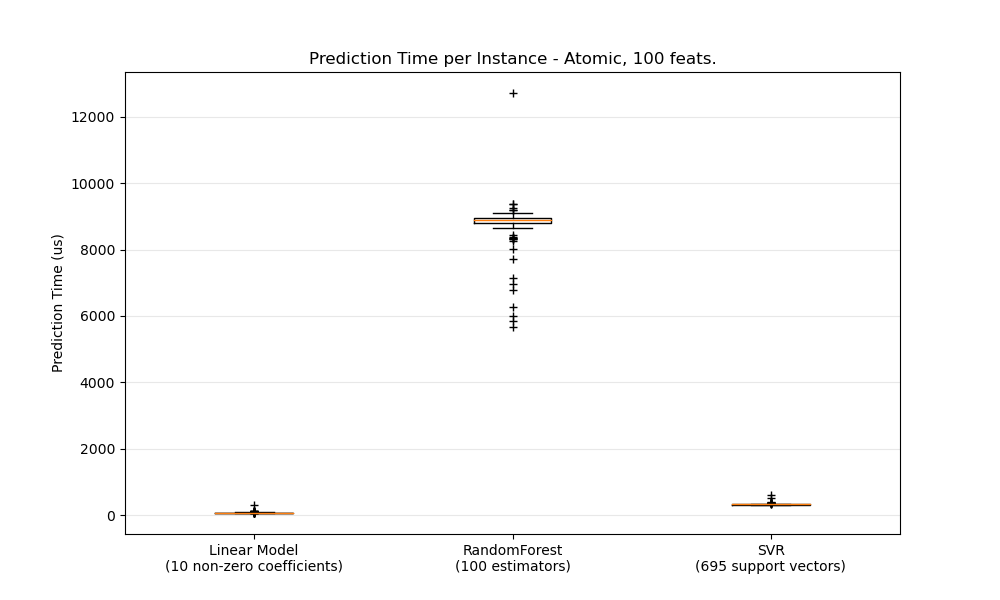 Prediction Time per Instance - Atomic, 100 feats.
Prediction Time (us)
12000
10000
8000
6000
4000
2000
0
Linear Model
(10 non-zero coefficients)
RandomForest
(100 estimators)
SVR
(695 support vectors)